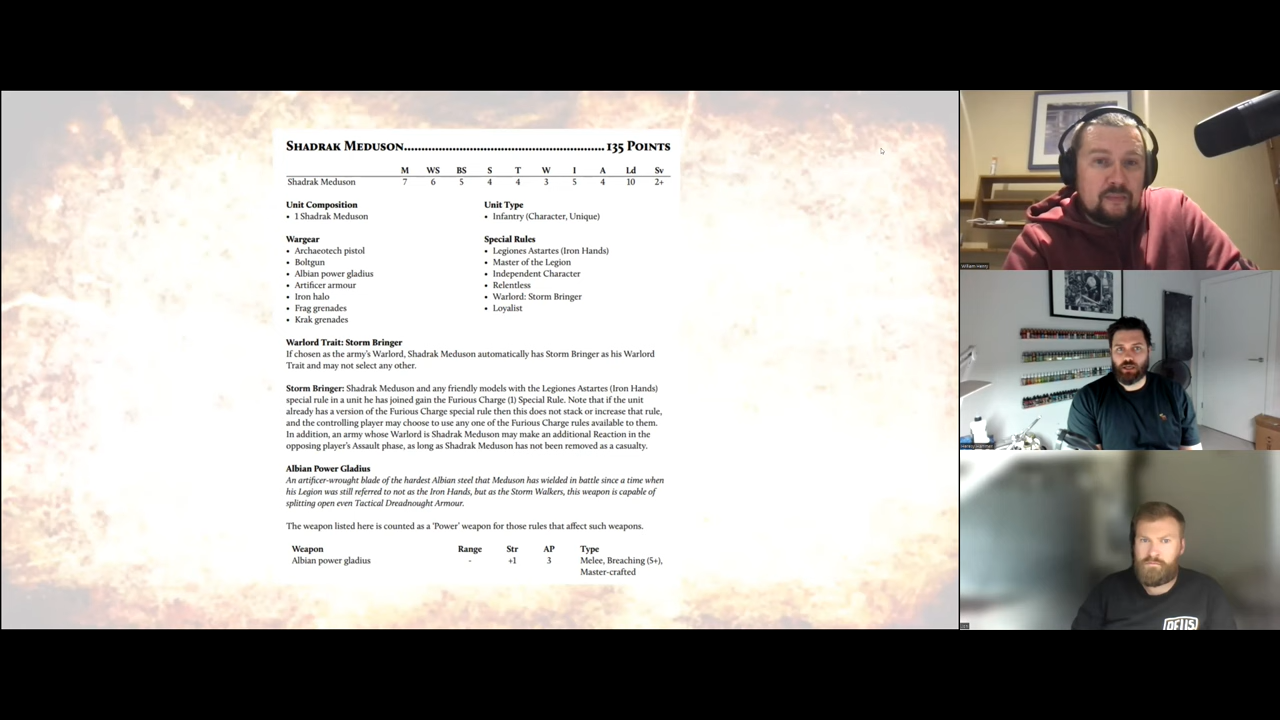 SHADRAK MEDUSON................................................................135 POINTS
M WS BS S T W I A Ld Sv
Shadrak Meduson 7 6 5 4 4 3 5 4 10 2+
Unit Composition
• 1 Shadrak Meduson
Unit Type
• Infantry (Character, Unique)
Wargear
• Archaeotech pistol
• Boltgun
• Albian power gladius
• Artificer armour
• Iron halo
• Frag grenades
• Krak grenades
Special Rules
• Legiones Astartes (Iron Hands)
• Master of the Legion
• Independent Character
• Relentless
• Warlord: Storm Bringer
• Loyalist
Warlord Trait: Storm Bringer
If chosen as the army's Warlord, Shadrak Meduson automatically has Storm Bringer as his Warlord
Trait and may not select any other.
Storm Bringer: Shadrak Meduson and any friendly models with the Legiones Astartes (Iron Hands)
special rule in a unit he has joined gain the Furious Charge (1) Special Rule. Note that if the unit
already has a version of the Furious Charge special rule then this does not stack or increase that rule,
and the controlling player may choose to use any one of the Furious Charge rules available to them.
In addition, an army whose Warlord is Shadrak Meduson may make an additional Reaction in the
opposing player's Assault phase, as long as Shadrak Meduson has not been removed as a casualty.
Albian Power Gladius
An artificer-wrought blade of the hardest Albian steel that Meduson has wielded in battle since a time when
his Legion was still referred to not as the Iron Hands, but as the Storm Walkers, this weapon is capable of
splitting open even Tactical Dreadnought Armour.
The weapon listed here is counted as a 'Power' weapon for those rules that affect such weapons.
Weapon Range Str AP Type
Albian power gladius - +1 3 Melee, Breaching (5+),
Master-crafted